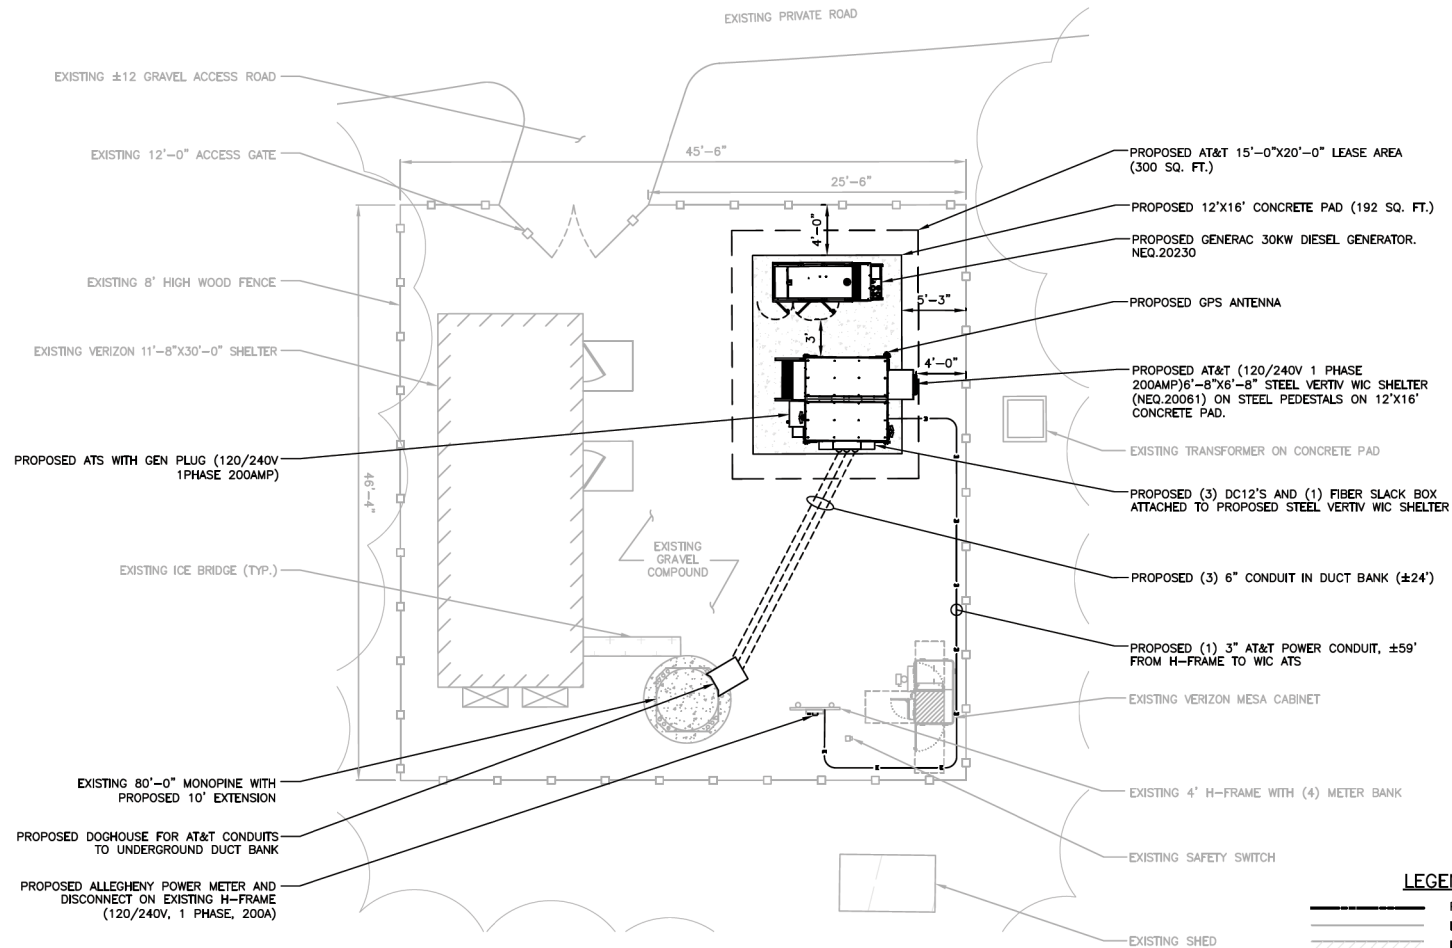 EXISTING PRIVATE ROAD
EXISTING ±12 GRAVEL ACCESS ROAD
EXISTING 12'-0" ACCESS GATE
EXISTING 8' HIGH WOOD FENCE
EXISTING VERIZON 11'-8"X30'-0" SHELTER
PROPOSED ATS WITH GEN PLUG (120/240V
1PHASE 200AMP)
EXISTING ICE BRIDGE (TYP.)
EXISTING 80'-0" MONOPINE WITH
PROPOSED 10' EXTENSION
PROPOSED DOGHOUSE FOR AT&T CONDUITS
TO UNDERGROUND DUCT BANK
PROPOSED ALLEGHENY POWER METER AND
DISCONNECT ON EXISTING H-FRAME
(120/240V, 1 PHASE, 200A)
45'-6"
25'-6"
4'-0"
5'-3"
3'
4'-0"
46'-4"
EXISTING
GRAVEL
COMPOUND
PROPOSED AT&T 15'-0"X20'-0" LEASE AREA
(300 SQ. FT.)
PROPOSED 12'X16' CONCRETE PAD (192 SQ. FT.)
PROPOSED GENERAC 30KW DIESEL GENERATOR.
NEQ.20230
PROPOSED GPS ANTENNA
PROPOSED AT&T (120/240V 1 PHASE
200AMP)6'-8"X6'-8" STEEL VERTIV WIC SHELTER
(NEQ.20061) ON STEEL PEDESTALS ON 12'X16'
CONCRETE PAD.
EXISTING TRANSFORMER ON CONCRETE PAD
PROPOSED (3) DC12'S AND (1) FIBER SLACK BOX
ATTACHED TO PROPOSED STEEL VERTIV WIC SHELTER
PROPOSED (3) 6" CONDUIT IN DUCT BANK (±24')
PROPOSED (1) 3" AT&T POWER CONDUIT, ±59'
FROM H-FRAME TO WIC ATS
EXISTING VERIZON MESA CABINET
EXISTING 4' H-FRAME WITH (4) METER BANK
EXISTING SAFETY SWITCH
EXISTING SHED